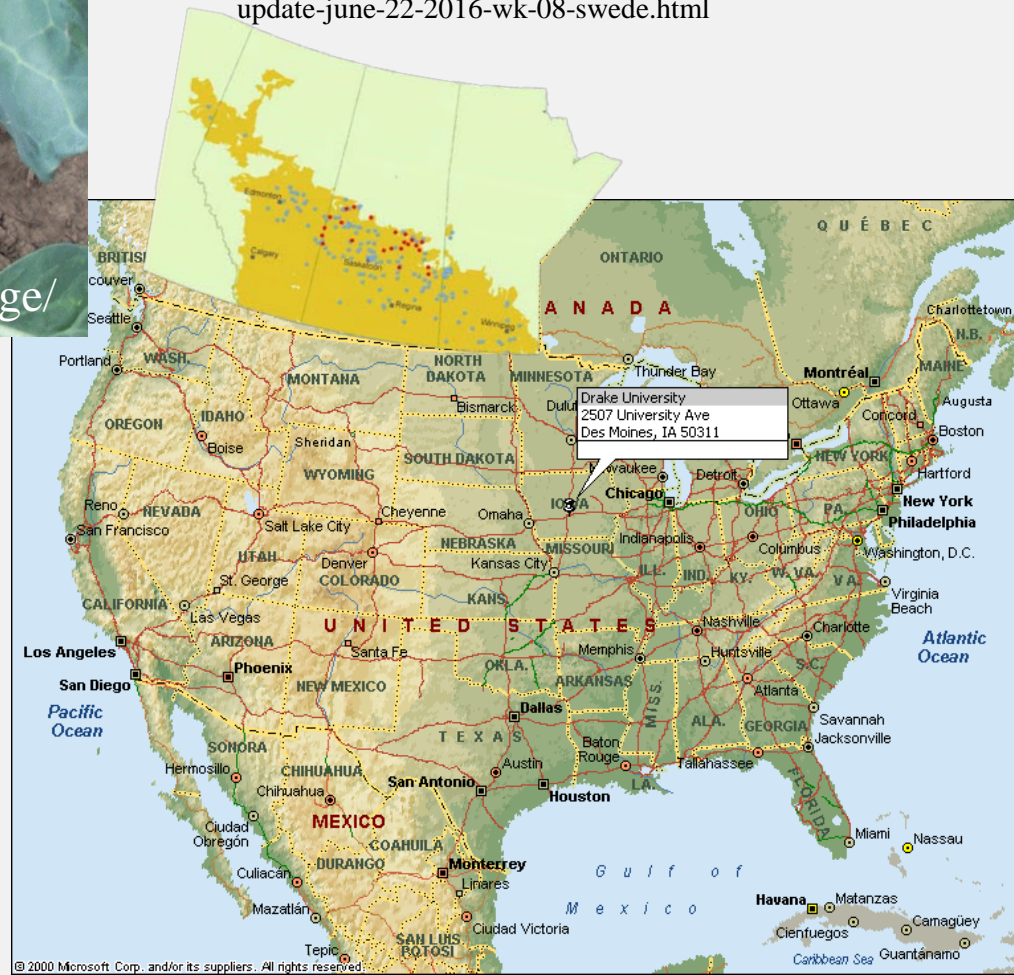 update-june-22-2016-wk-08-swede.html
ge/
Edmonton
Calgary
Saskatoon
Regina
Winnipeg
QUÉBEC
ONTARIO
BRITIS
couver
ANADA
Charlottetown
N.B.
Seattle
Portland
WASH.
MONTANA
NORTH
DAKOTA
MINNESOTA
Thunder Bay
Montréal
MAINE
Ottawa
Augusta
Bismarck
Dulut
Drake University
2507 University Ave
Des Moines, IA 50311
Concord
Boston
OREGON
IDAHO
Boise
Sheridan
SOUTH DAKOTA
NEW YORK
Hartford
WYOMING
waukee
Detroit
Chicago
New York
Reno
NEVADA
Cheyenne
Omaha
IOWA
OHIO
PA.
Philadelphia
San Francisco
Salt Lake City
NEBRASKA
Indianapolis
Columbus
Washington, D.C.
UTAH
Denver
MISSOURI
Kansas City
St. George
COLORADO
ILL.
IND.
KY.
W. VA.
VA.
Virginia
Beach
CALIFORNIA
Las Vegas
KANS
UNITED STATES
Nashville
Charlotte
Los Angeles
ARIZONA
Santa Fe
Memphis
Huntsville
Atlantic
Ocean
San Diego
Phoenix
NEW MEXICO
OKLA.
ARKANSAS
S.C.
Atlanta
Pacific
Ocean
Dallas
MISS.
ALA.
GEORGIA
Savannah
Jacksonville
SONORA
TEXAS
Baton
Rouge
Tallahassee
Hermosillo
CHIHUAHUA
Chihuahua
San Antonio
Austin
Houston
LA.
FLORIDA
MEXICO
Ciudad
Obregón
COAHUILA
Miami
Nassau
DURANGO
Monterrey
Culiacán
Linares
Gulf of
Mexico
Havana
Matanzas
Mazatlán
Ciudad Victoria
Cienfuegos
Camagüey
SAN LUIS
POTOSI
Tepic
Caribbean Sea
Guantánamo
© 2000 Microsoft Corp. and/or its suppliers. All rights reserved.